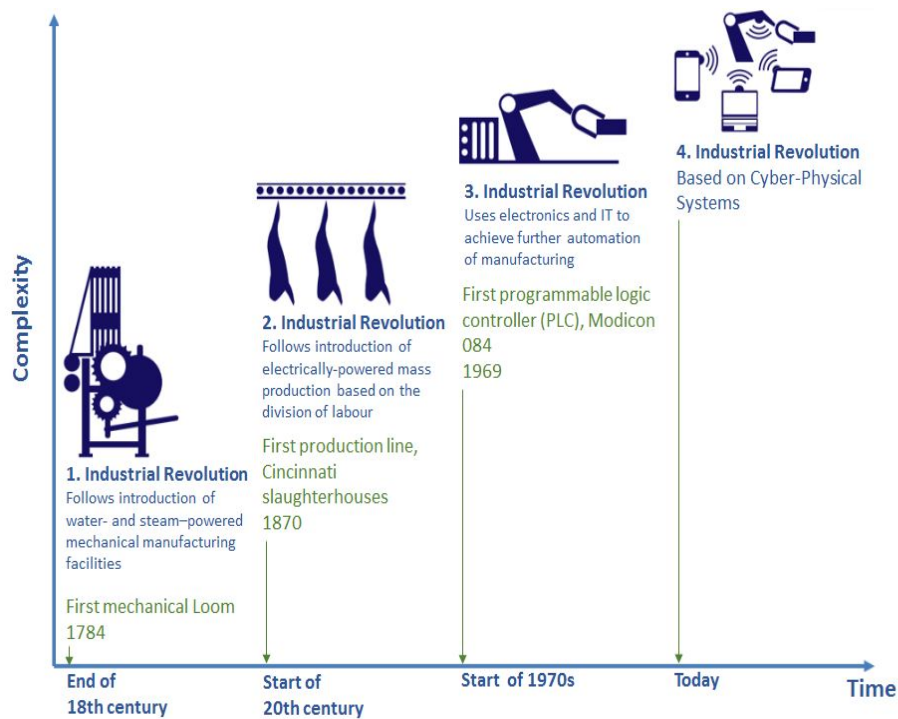 Complexity
1. Industrial Revolution
Follows introduction of
water- and steam–powered
mechanical manufacturing
facilities
First mechanical Loom
1784
2. Industrial Revolution
Follows introduction of
electrically-powered mass
production based on the
division of labour
First production line,
Cincinnati
slaughterhouses
1870
3. Industrial Revolution
Uses electronics and IT to
achieve further automation
of manufacturing
First programmable logic
controller (PLC), Modicon
084
1969
4. Industrial Revolution
Based on Cyber-Physical
Systems
End of
18th century
Start of
20th century
Start of 1970s
Today
Time